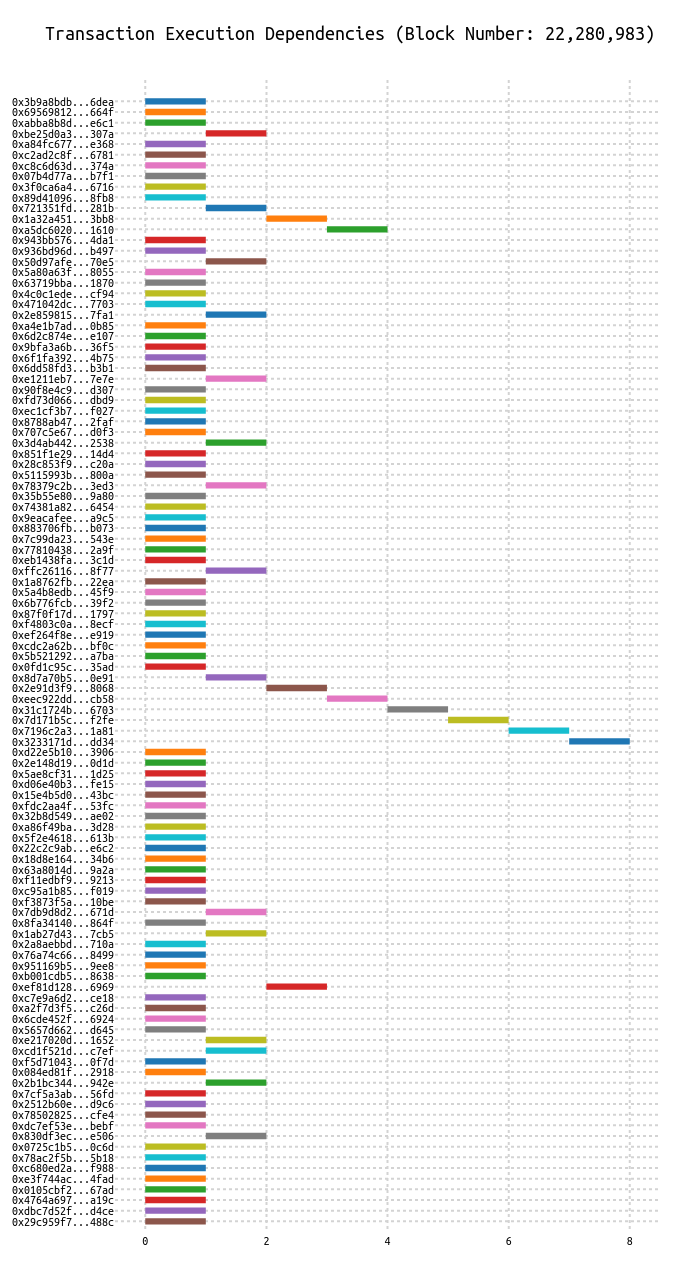 Transaction Execution Dependencies (Block Number: 22,280,983)
0x3b9a8bdb...6dea
0x69569812...664f
0xabba8b8d...e6c1
0xbe25d0a3...307a
0xa84fc677...e368
0xc2ad2c8f...6781
0xc8c6d63d...374a
0x07b4d77a...b7f1
0x3f0ca6a4...6716
0x89d41096...8fb8
0x721351fd...281b
0x1a32a451...3bb8
0xa5dc6020...1610
0x943bb576...4da1
0x936bd96d...b497
0x50d97afe...70e5
0x5a80a63f...8055
0x63719bba...1870
0x4c0c1ede...cf94
0x471042dc...7703
0x2e859815...7fa1
0xa4e1b7ad...0b85
0x6d2c874e...e107
0x9bfa3a6b...36f5
0x6f1fa392...4b75
0x6dd58fd3...b3b1
0xe1211eb7...7e7e
0x90f8e4c9...d307
0xfd73d066...dbd9
0xec1cf3b7...f027
0x8788ab47...2faf
0x707c5e67...d0f3
0x3d4ab442...2538
0x851f1e29...14d4
0x28c853f9...c20a
0x5115993b...800a
0x78379c2b...3ed3
0x35b55e80...9a80
0x74381a82...6454
0x9eacafee...a9c5
0x883706fb...b073
0x7c99da23...543e
0x77810438...2a9f
0xeb1438fa...3c1d
0xffc26116...8f77
0x1a8762fb...22ea
0x5a4b8edb...45f9
0x6b776fcb...39f2
0x87f0f17d...1797
0xf4803c0a...8ecf
0xef264f8e...e919
0xcdc2a62b...bf0c
0x5b521292...a7ba
0x0fd1c95c...35ad
0x8d7a70b5...0e91
0x2e91d3f9...8068
0xeec922dd...cb58
0x31c1724b...6703
0x7d171b5c...f2fe
0x7196c2a3...1a81
0x3233171d...dd34
0xd22e5b10...3906
0x2e148d19...0d1d
0x5ae8cf31...1d25
0xd06e40b3...fe15
0x15e4b5d0...43bc
0xfdc2aa4f...53fc
0x32b8d549...ae02
0xa86f49ba...3d28
0x5f2e4618...613b
0x22c2c9ab...e6c2
0x18d8e164...34b6
0x63a8014d...9a2a
0xf11edbf9...9213
0xc95a1b85...f019
0xf3873f5a...10be
0x7db9d8d2...671d
0x8fa34140...864f
0x1ab27d43...7cb5
0x2a8aebbd...710a
0x76a74c66...8499
0x951169b5...9ee8
0xb001cdb5...8638
0xef81d128...6969
0xc7e9a6d2...ce18
0xa2f7d3f5...c26d
0x6cde452f...6924
0x5657d662...d645
0xe217020d...1652
0xcd1f521d...c7ef
0xf5d71043...0f7d
0x084ed81f...2918
0x2b1bc344...942e
0x7cf5a3ab...56fd
0x2512b60e...d9c6
0x78502825...cfe4
0xdc7ef53e...bebf
0x830df3ec...e506
0x0725c1b5...0c6d
0x78ac2f5b...5b18
0xc680ed2a...f988
0xe3f744ac...4fad
0x0105cbf2...67ad
0x4764a697...a19c
0xdbc7d52f...d4ce
0x29c959f7...488c
0 2 4 6 8